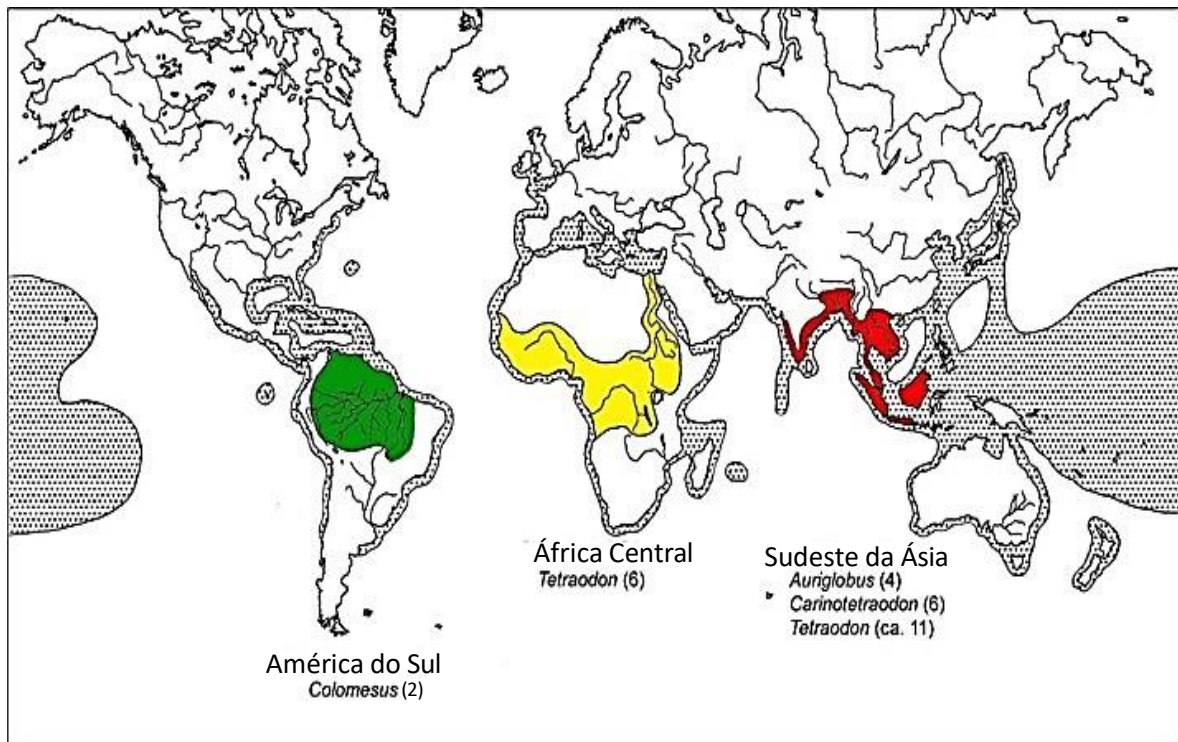 África Central
Tetraodon (6)
Sudeste da Ásia
Auriglobus (4)
Carinotetraodon (6)
Tetraodon (ca. 11)
América do Sul
Colomesus (2)